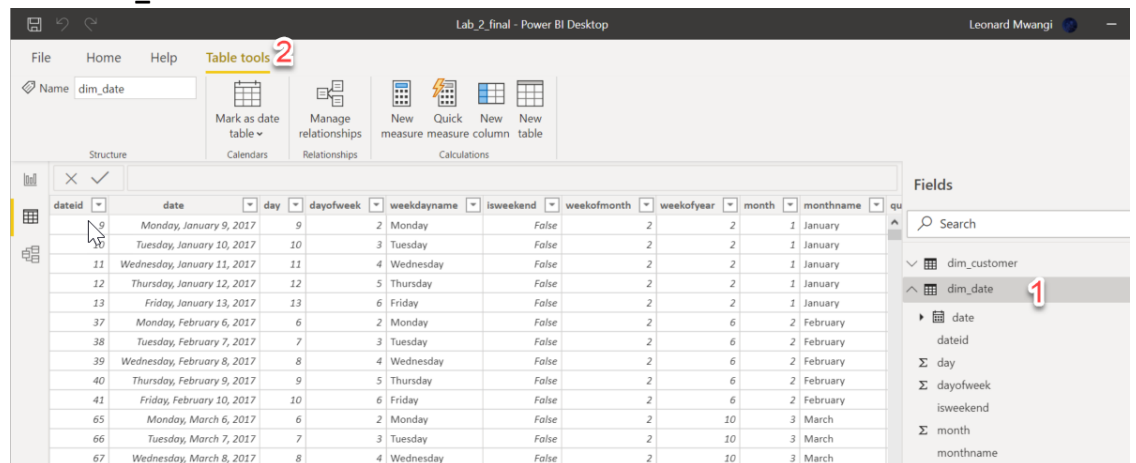 Lab_2_final - Power BI Desktop Leonard Mwangi
File Home Help Table tools 2
Name dim_date
Mark as date table
Manage relationships
New measure
Quick measure
New column
New table
Structure Calendars Relationships Calculations
Fields
dateid date day dayofweek weekdayname isweekend weekofmonth weekofyear month monthname qu
9 Monday, January 9, 2017 9 2 Monday False 2 2 1 January
10 Tuesday, January 10, 2017 10 3 Tuesday False 2 2 1 January
11 Wednesday, January 11, 2017 11 4 Wednesday False 2 2 1 January
12 Thursday, January 12, 2017 12 5 Thursday False 2 2 1 January
13 Friday, January 13, 2017 13 6 Friday False 2 2 1 January
37 Monday, February 6, 2017 6 2 Monday False 2 6 2 February
38 Tuesday, February 7, 2017 7 3 Tuesday False 2 6 2 February
39 Wednesday, February 8, 2017 8 4 Wednesday False 2 6 2 February
40 Thursday, February 9, 2017 9 5 Thursday False 2 6 2 February
41 Friday, February 10, 2017 10 6 Friday False 2 6 2 February
65 Monday, March 6, 2017 6 2 Monday False 2 10 3 March
66 Tuesday, March 7, 2017 7 3 Tuesday False 2 10 3 March
67 Wednesday, March 8, 2017 8 4 Wednesday False 2 10 3 March
Search
dim_customer
dim_date 1
date
dateid
Σ day
Σ dayofweek
isweekend
Σ month
monthname